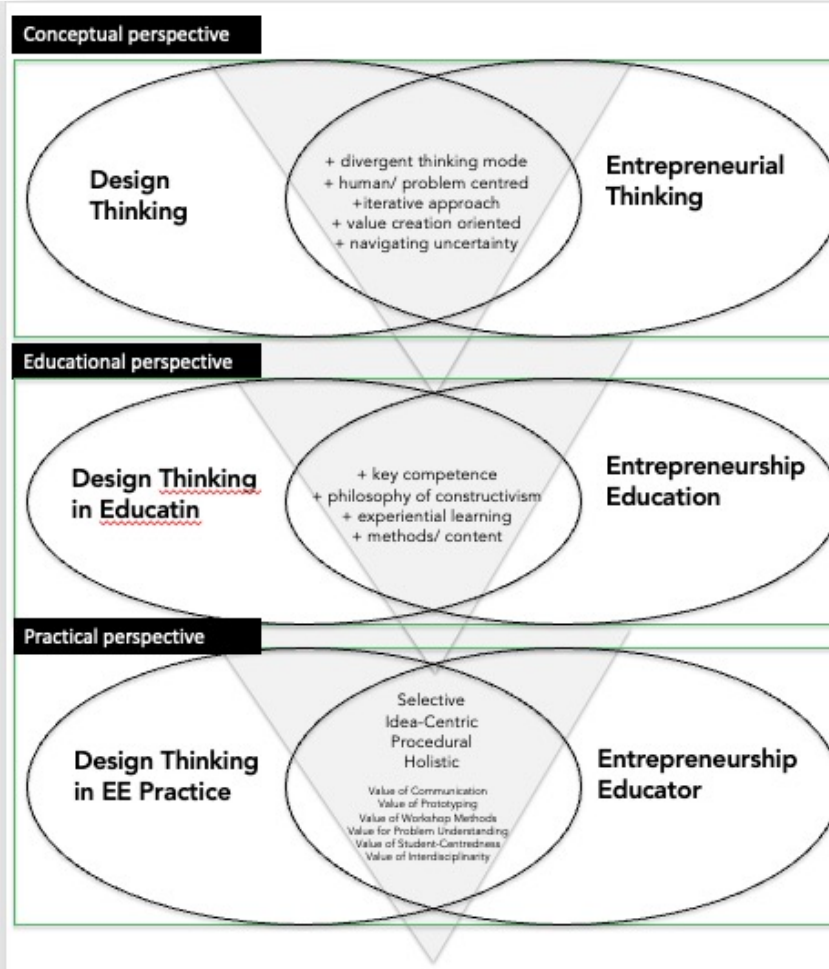 Conceptual perspective
Design
Thinking
+ divergent thinking mode
+ human/ problem centred
+iterative approach
+ value creation oriented
+ navigating uncertainty
Entrepreneurial
Thinking
Educational perspective
Design Thinking
in Educatin
+ key competence
+ philosophy of constructivism
+ experiential learning
+ methods/ content
Entrepreneurship
Education
Practical perspective
Design Thinking
in EE Practice
Selective
Idea-Centric
Procedural
Holistic
Value of Communication
Value of Prototyping
Value of Workshop Methods
Value for Problem Understanding
Value of Student-Centredness
Value of Interdisciplinarity
Entrepreneurship
Educator